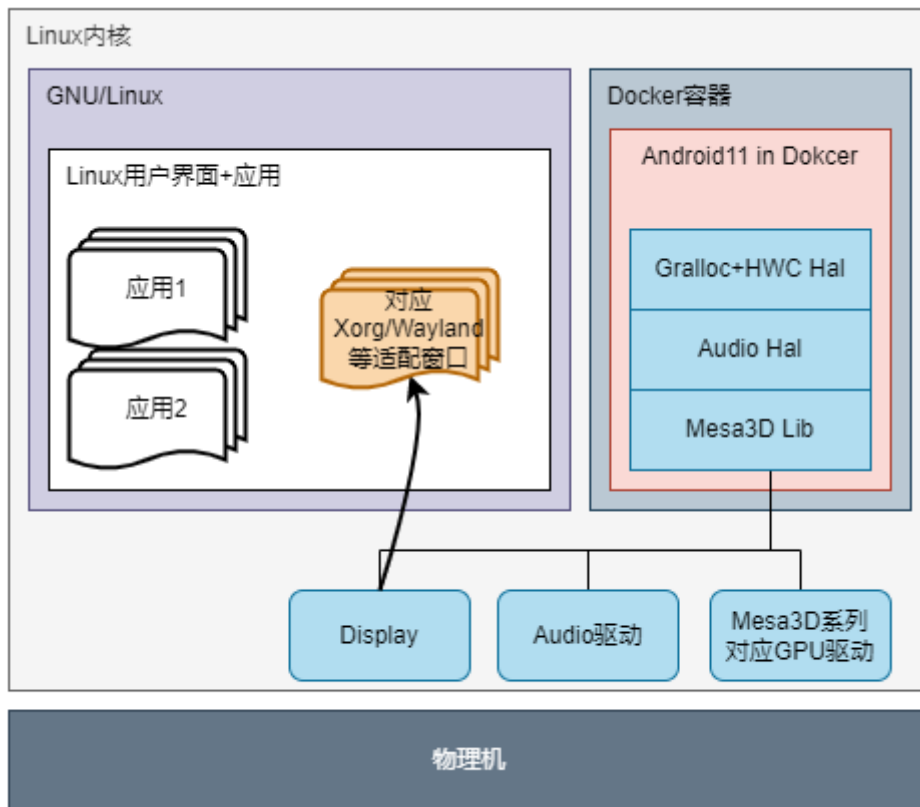 Linux内核
GNU/Linux
Docker容器
Linux用户界面+应用
Android11 in Dokcer
应用1
对应
Xorg/Wayland
等适配窗口
应用2
Gralloc+HWC Hal
Audio Hal
Mesa3D Lib
Display
Audio驱动
Mesa3D系列
对应GPU驱动
物理机